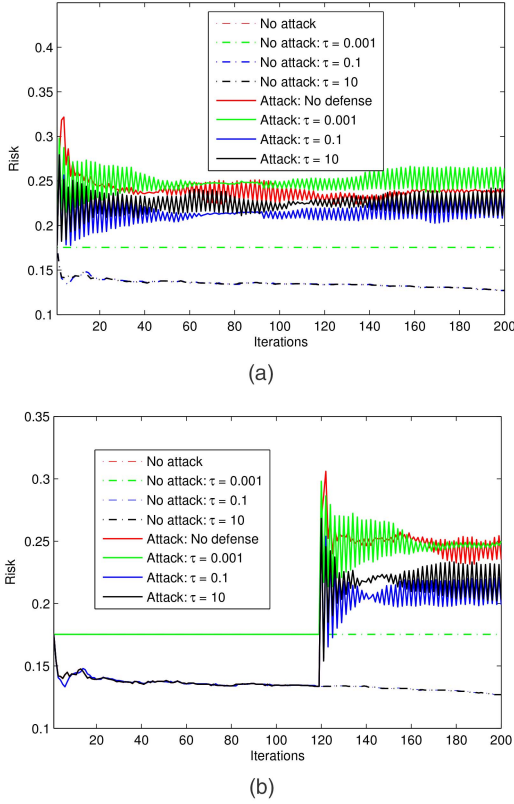 0.4
0.3
0.35
0.25
0.2
0.15
0.1
Risk
No attack
No attack: τ = 0.001
No attack: τ = 0.1
No attack: τ = 10
Attack: No defense
Attack: τ = 0.001
Attack: τ = 0.1
Attack: τ = 10
20 40 60 80 100 120 140 160 180 200
Iterations
(a)
0.35
0.3
0.25
0.2
0.15
0.1
Risk
No attack
No attack: τ = 0.001
No attack: τ = 0.1
No attack: τ = 10
Attack: No defense
Attack: τ = 0.001
Attack: τ = 0.1
Attack: τ = 10
20 40 60 80 100 120 140 160 180 200
Iterations
(b)